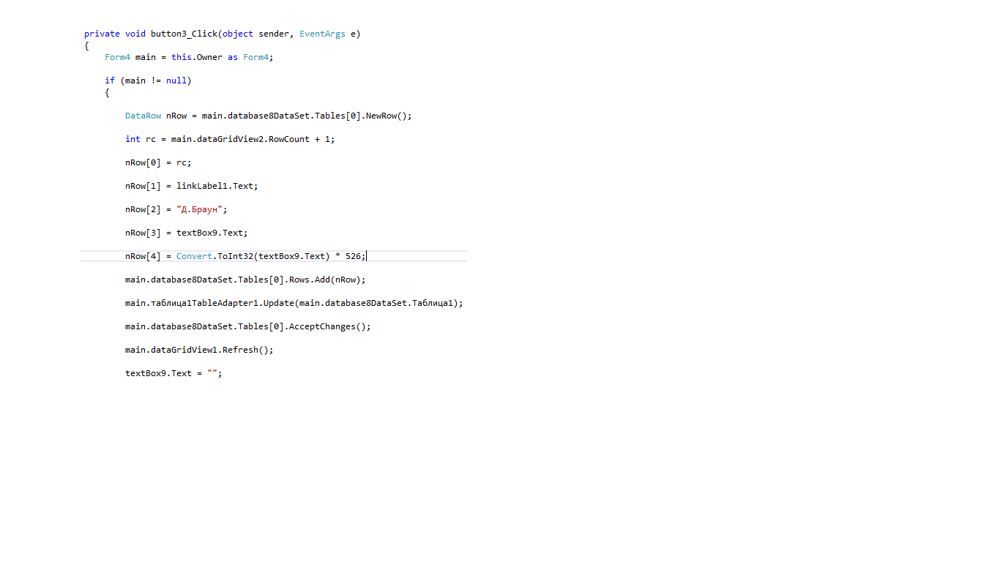 private void button3_Click(object sender, EventArgs e)
{
Form4 main = this.Owner as Form4;
if (main != null)
{
DataRow nRow = main.database8DataSet.Tables[0].NewRow();
int rc = main.dataGridView2.RowCount + 1;
nRow[0] = rc;
nRow[1] = linkLabel1.Text;
nRow[2] = "Д.Браун";
nRow[3] = textBox9.Text;
nRow[4] = Convert.ToInt32(textBox9.Text) * 526;
main.database8DataSet.Tables[0].Rows.Add(nRow);
main.таблица1TableAdapter1.Update(main.database8DataSet.Таблица1);
main.database8DataSet.Tables[0].AcceptChanges();
main.dataGridView1.Refresh();
textBox9.Text = "";